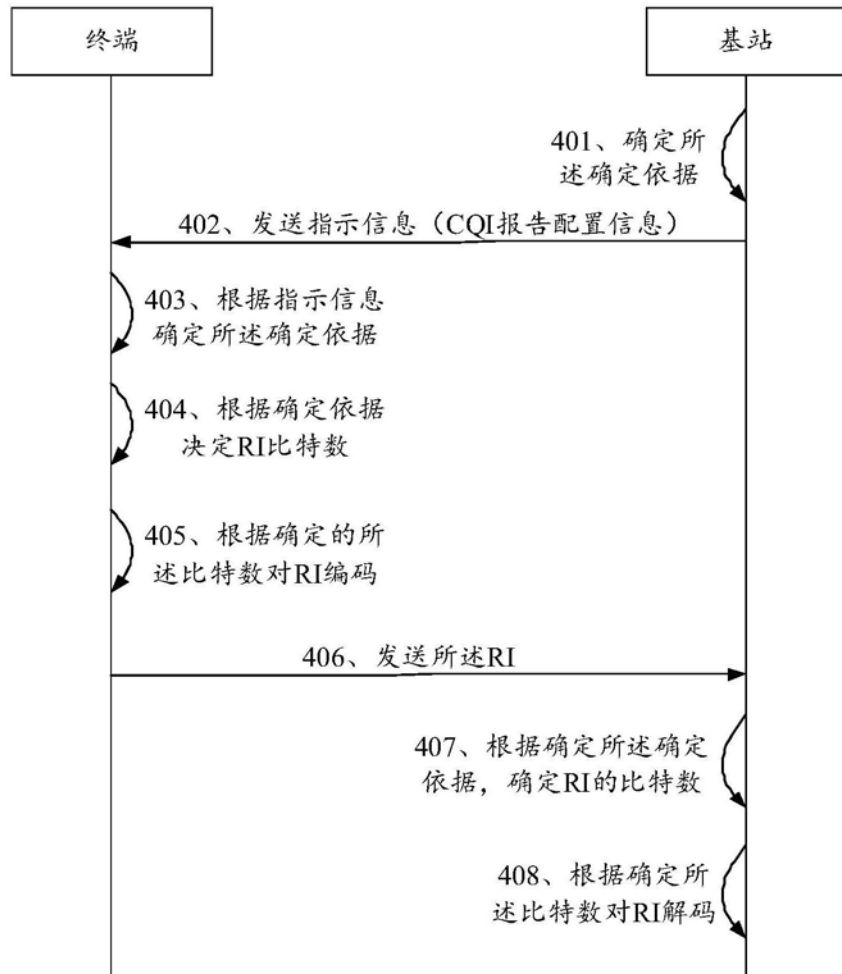 终端
基站
401、确定所
述确定依据
402、发送指示信息（CQI报告配置信息）
403、根据指示信息
确定所述确定依据
404、根据确定依据
决定RI比特数
405、根据确定的所
述比特数对RI编码
406、发送所述RI
407、根据确定所述确定
依据，确定RI的比特数
408、根据确定所
述比特数对RI解码